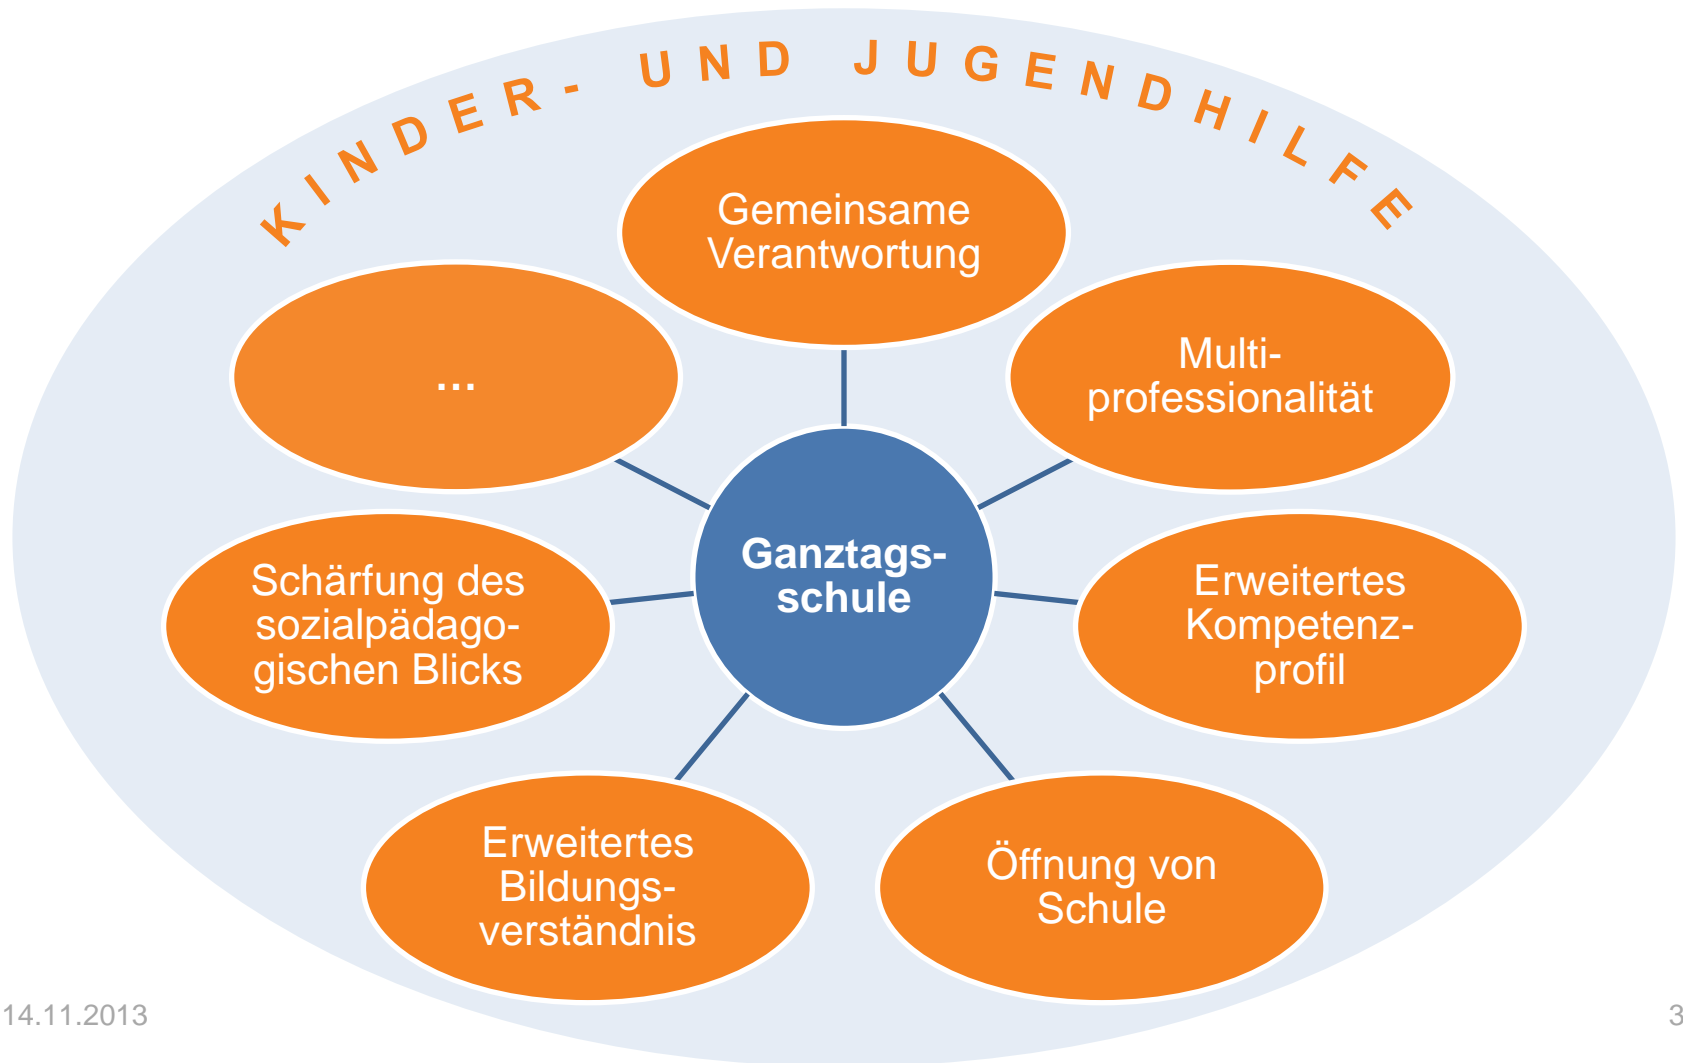 KINDER- UND JUGENDHILFE
Gemeinsame
Verantwortung
Multi-
professionalität
Erweitertes
Kompetenz-
profil
Öffnung von
Schule
Erweitertes
Bildungs-
verständnis
Schärfung des
sozialpädago-
gischen Blicks
...
Ganztags-
schule
14.11.2013
3